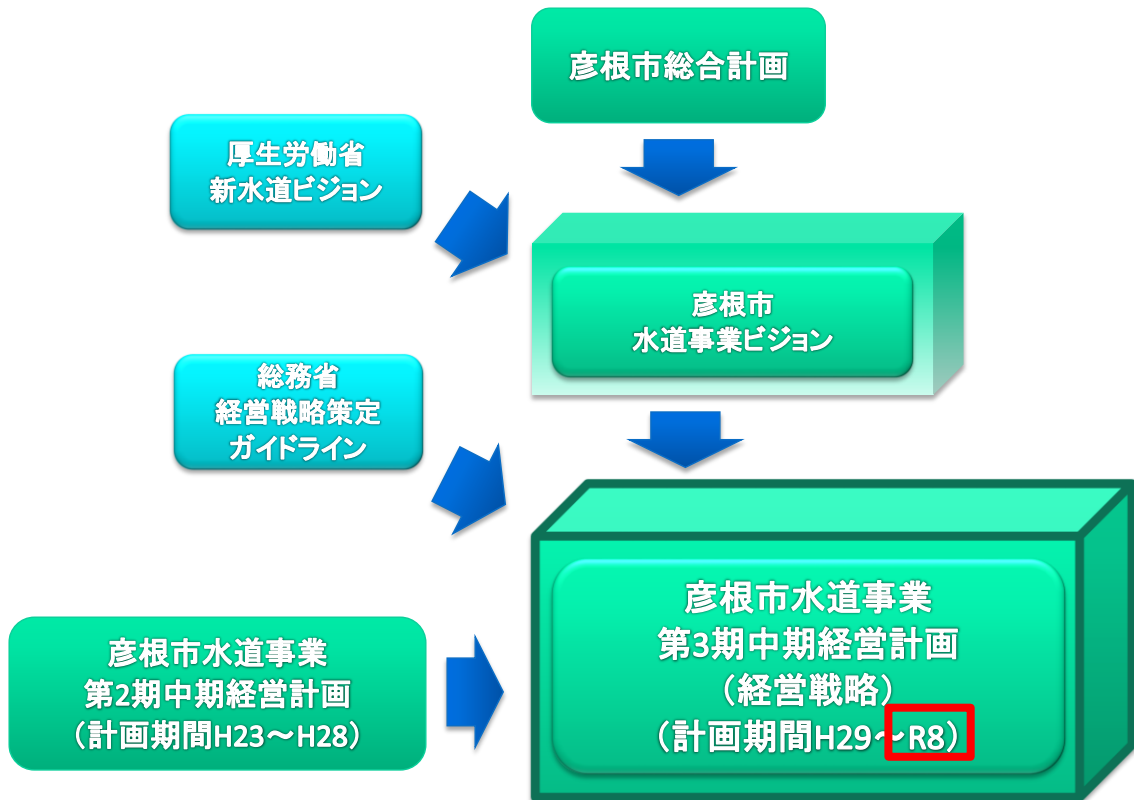 彦根市総合計画
厚生労働省
新水道ビジョン
彦根市
水道事業ビジョン
総務省
経営戦略策定
ガイドライン
彦根市水道事業
第2期中期経営計画
（計画期間H23～H28）
彦根市水道事業
第3期中期経営計画
（経営戦略）
（計画期間H29～R8）